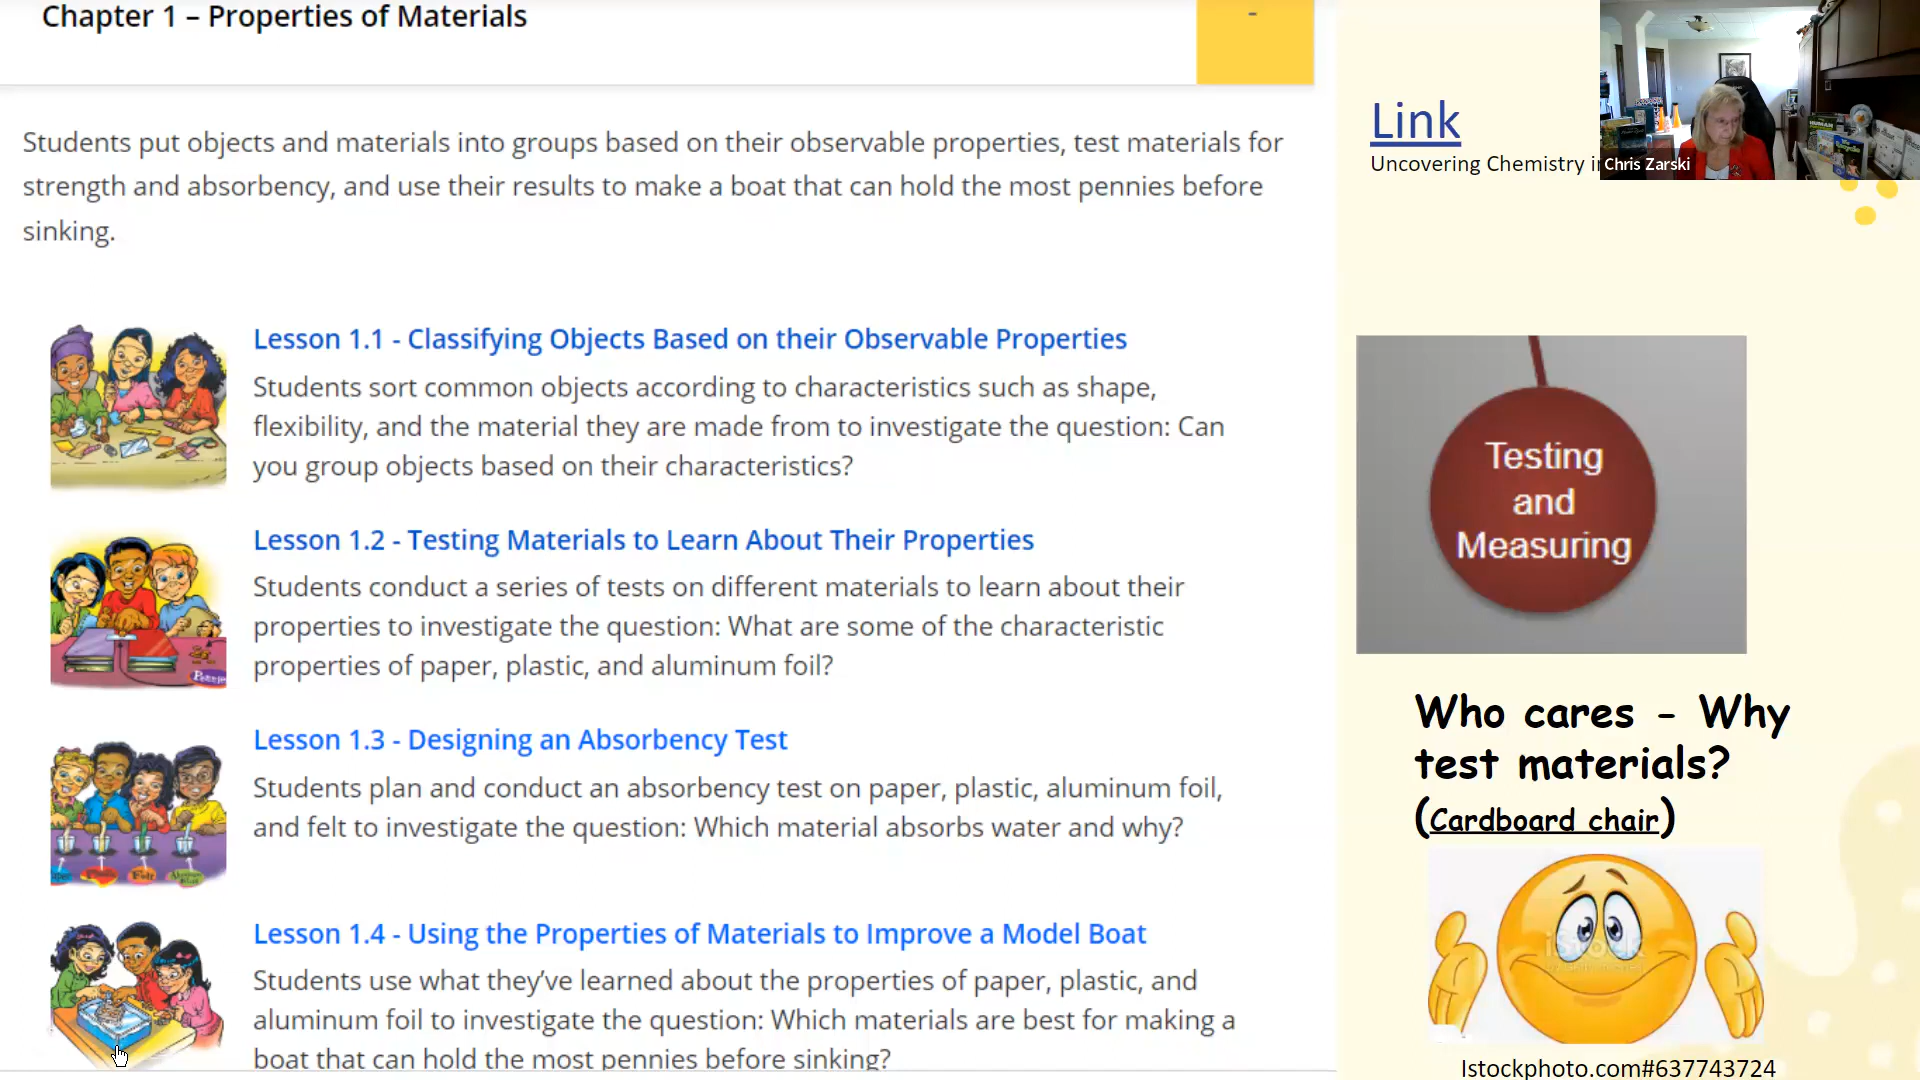 Chapter 1 – Properties of Materials
-
Students put objects and materials into groups based on their observable properties, test materials for
strength and absorbency, and use their results to make a boat that can hold the most pennies before
sinking.
Lesson 1.1 - Classifying Objects Based on their Observable Properties
Students sort common objects according to characteristics such as shape,
flexibility, and the material they are made from to investigate the question: Can
you group objects based on their characteristics?
Lesson 1.2 - Testing Materials to Learn About Their Properties
Students conduct a series of tests on different materials to learn about their
properties to investigate the question: What are some of the characteristic
properties of paper, plastic, and aluminum foil?
Lesson 1.3 - Designing an Absorbency Test
Students plan and conduct an absorbency test on paper, plastic, aluminum foil,
and felt to investigate the question: Which material absorbs water and why?
Felt
Lesson 1.4 - Using the Properties of Materials to Improve a Model Boat
Students use what they’ve learned about the properties of paper, plastic, and
aluminum foil to investigate the question: Which materials are best for making a
boat that can hold the most pennies before sinking?
Link
Uncovering Chemistry
Chris Zarski
Testing
and
Measuring
Who cares - Why
test materials?
(Cardboard chair)
iStock
Istockphoto.com#637743724